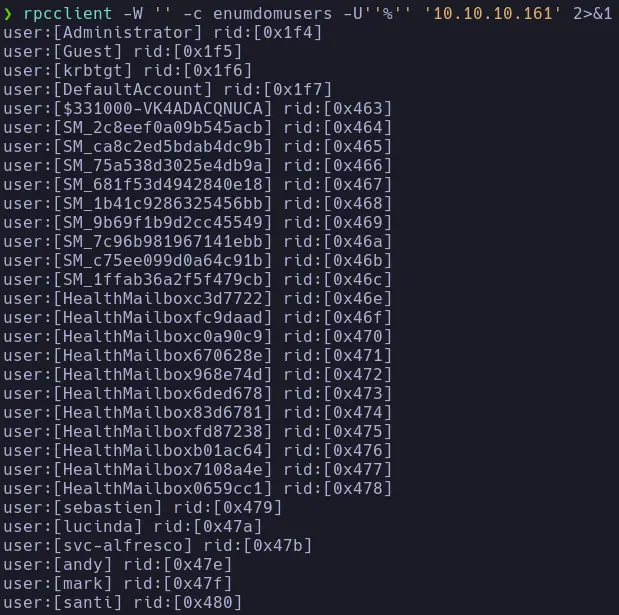 ❯ rpcclient -W '' -c enumdomusers -U''%'' '10.10.10.161' 2>&1
user:[Administrator] rid:[0x1f4]
user:[Guest] rid:[0x1f5]
user:[krbtgt] rid:[0x1f6]
user:[DefaultAccount] rid:[0x1f7]
user:[$331000-VK4ADACQNUCA] rid:[0x463]
user:[SM_2c8eef0a09b545acb] rid:[0x464]
user:[SM_ca8c2ed5bdab4dc9b] rid:[0x465]
user:[SM_75a538d3025e4db9a] rid:[0x466]
user:[SM_681f53d4942840e18] rid:[0x467]
user:[SM_1b41c9286325456bb] rid:[0x468]
user:[SM_9b69f1b9d2cc45549] rid:[0x469]
user:[SM_7c96b981967141ebb] rid:[0x46a]
user:[SM_c75ee099d0a64c91b] rid:[0x46b]
user:[SM_1ffab36a2f5f479cb] rid:[0x46c]
user:[HealthMailboxc3d7722] rid:[0x46e]
user:[HealthMailboxfc9daad] rid:[0x46f]
user:[HealthMailboxc0a90c9] rid:[0x470]
user:[HealthMailbox670628e] rid:[0x471]
user:[HealthMailbox968e74d] rid:[0x472]
user:[HealthMailbox6ded678] rid:[0x473]
user:[HealthMailbox83d6781] rid:[0x474]
user:[HealthMailboxfd87238] rid:[0x475]
user:[HealthMailboxb01ac64] rid:[0x476]
user:[HealthMailbox7108a4e] rid:[0x477]
user:[HealthMailbox0659cc1] rid:[0x478]
user:[sebastien] rid:[0x479]
user:[lucinda] rid:[0x47a]
user:[svc-alfresco] rid:[0x47b]
user:[andy] rid:[0x47e]
user:[mark] rid:[0x47f]
user:[santi] rid:[0x480]